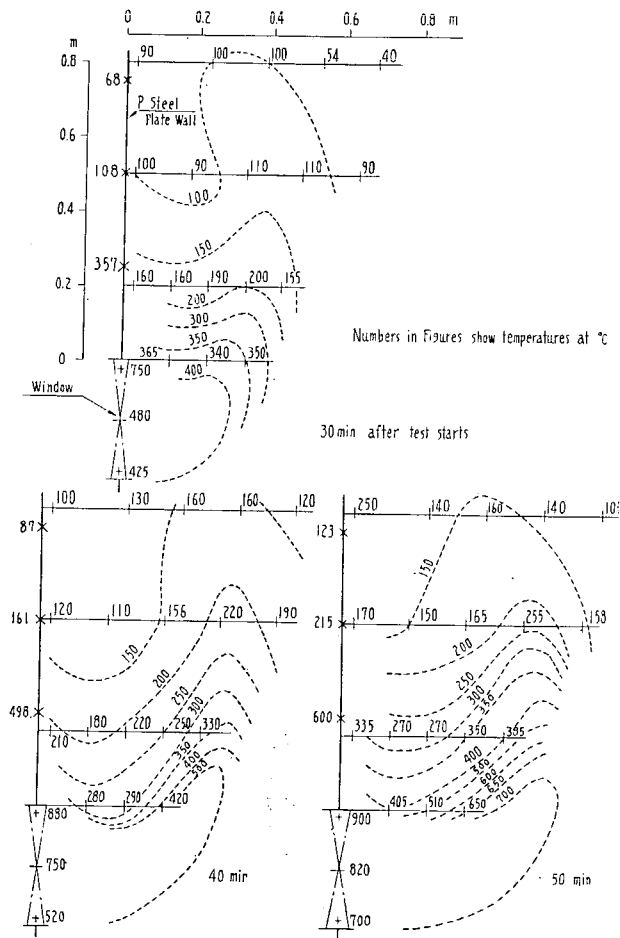 0 0.2 0.4 0.6 m
m
0.8
0.6
0.4
0.2
0
90 100 100 54 40
68
P Steel
Plate Wall
108
100 90 110 110 90
100
150
357
160 160 190 200 155
200
300
350
365 340 350
400
750
Window
480
425
Numbers in Figures show temperatures at °C
30min after test starts
100 130 160 160 120
87
161
120 110 156 220 190
150
200
250
300
498
210 180 220 250 330
350
400
500
280 250 420
880
750
520
40 min
250 140 160 140
123
150
215
170 150 165 255 158
200
250
300
350
600
335 270 270 350 395
400
700
405 510 650
900
820
700
50 min